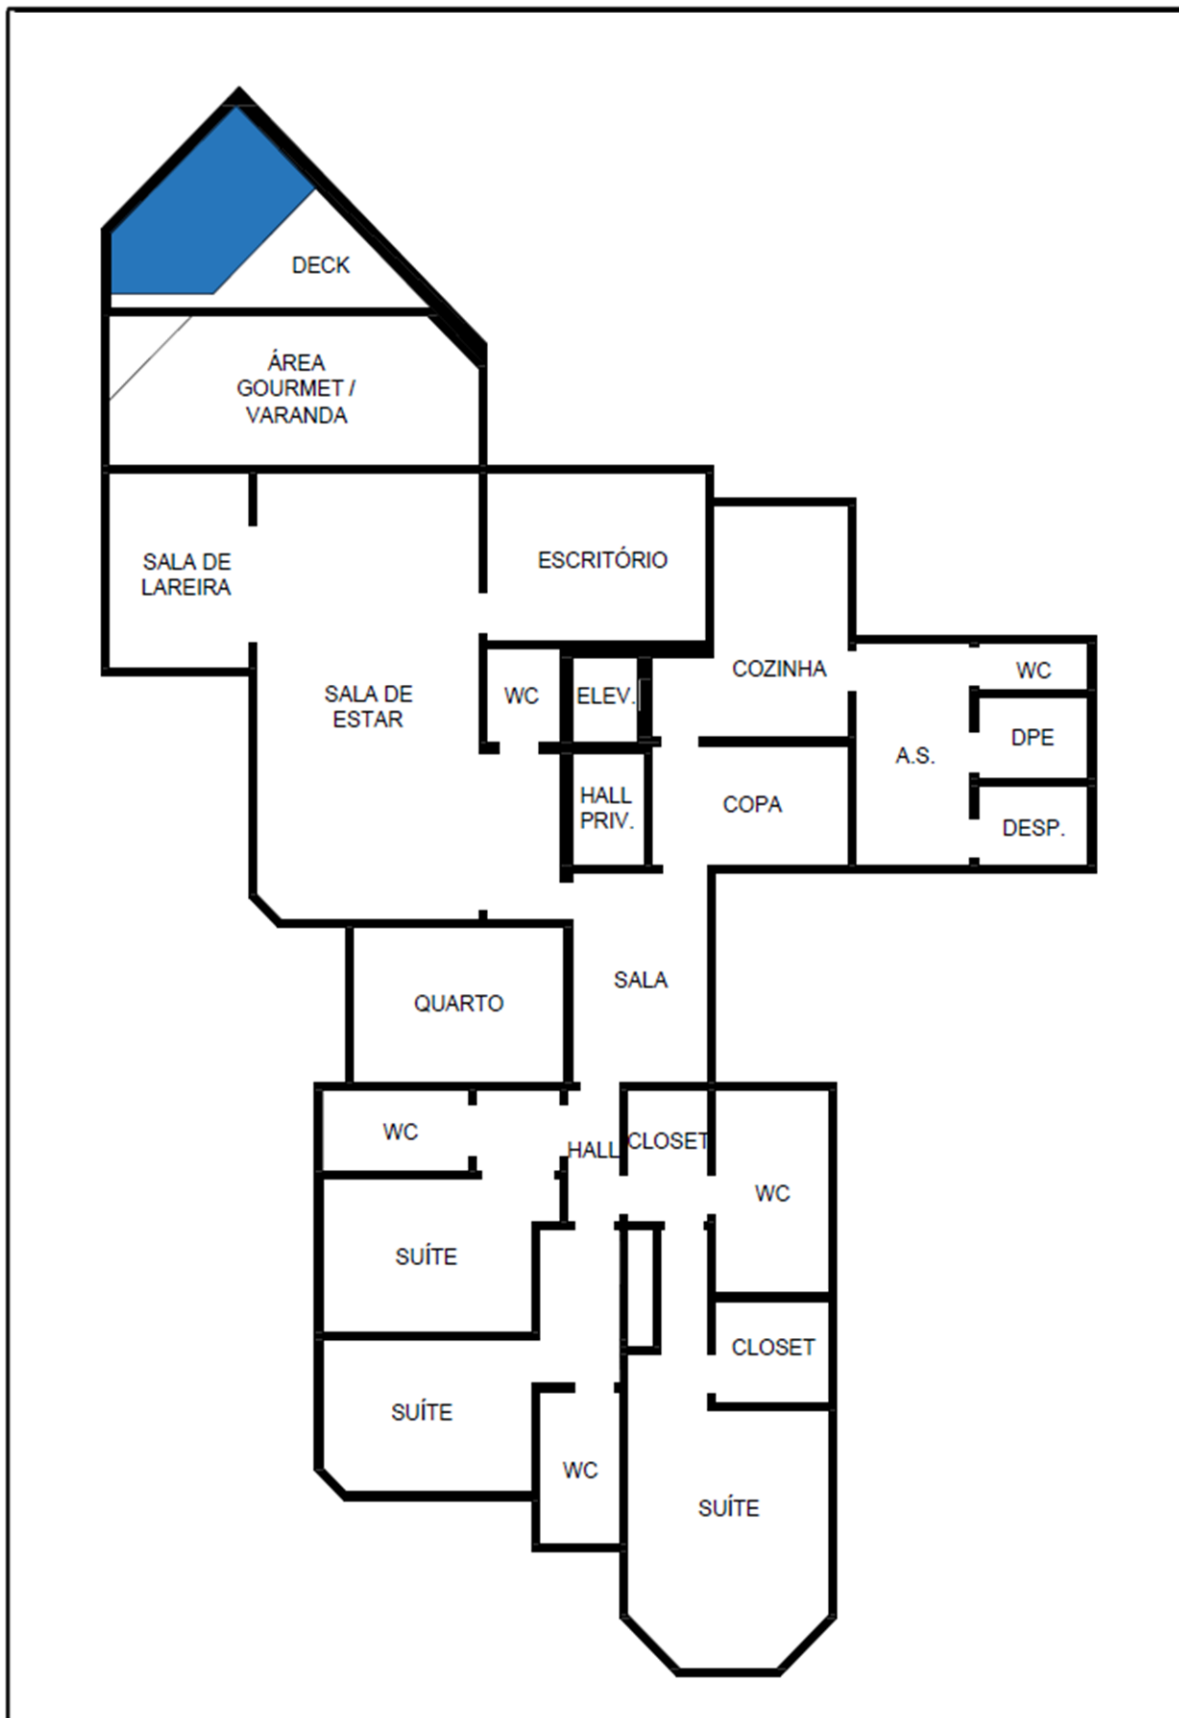 DECK
ÁREA
GOURMET /
VARANDA
SALA DE
LAREIRA
ESCRITÓRIO
SALA DE
ESTAR
WC
ELEV.
COZINHA
WC
DPE
A.S.
HALL
PRIV.
COPA
DESP.
SALA
QUARTO
WC
HALL
CLOSET
WC
SUÍTE
CLOSET
SUÍTE
WC
SUÍTE